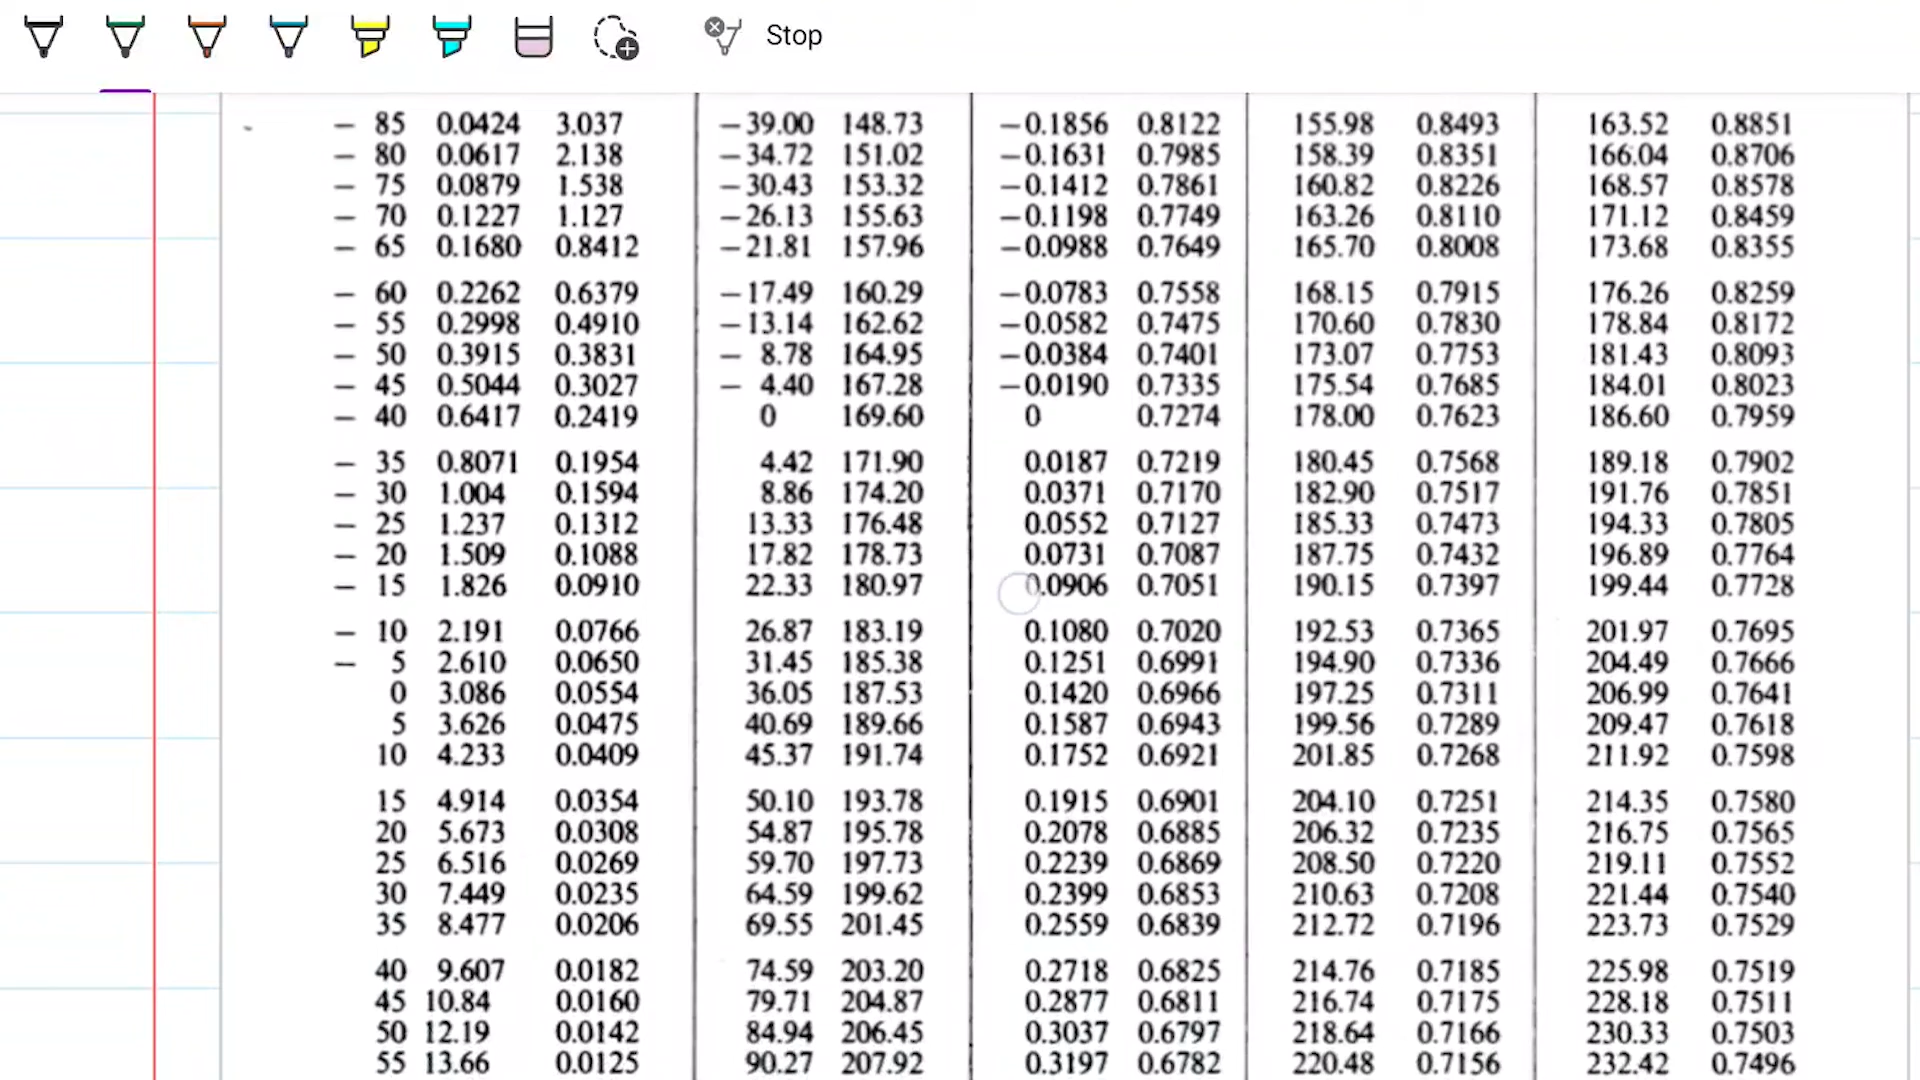 Stop
– 85 0.0424 3.037 –39.00 148.73 –0.1856 0.8122 155.98 0.8493 163.52 0.8851
– 80 0.0617 2.138 –34.72 151.02 –0.1631 0.7985 158.39 0.8351 166.04 0.8706
– 75 0.0879 1.538 –30.43 153.32 –0.1412 0.7861 160.82 0.8226 168.57 0.8578
– 70 0.1227 1.127 –26.13 155.63 –0.1198 0.7749 163.26 0.8110 171.12 0.8459
– 65 0.1680 0.8412 –21.81 157.96 –0.0988 0.7649 165.70 0.8008 173.68 0.8355
– 60 0.2262 0.6379 –17.49 160.29 –0.0783 0.7558 168.15 0.7915 176.26 0.8259
– 55 0.2998 0.4910 –13.14 162.62 –0.0582 0.7475 170.60 0.7830 178.84 0.8172
– 50 0.3915 0.3831 – 8.78 164.95 –0.0384 0.7401 173.07 0.7753 181.43 0.8093
– 45 0.5044 0.3027 – 4.40 167.28 –0.0190 0.7335 175.54 0.7685 184.01 0.8023
– 40 0.6417 0.2419 0 169.60 0 0.7274 178.00 0.7623 186.60 0.7959
– 35 0.8071 0.1954 4.42 171.90 0.0187 0.7219 180.45 0.7568 189.18 0.7902
– 30 1.004 0.1594 8.86 174.20 0.0371 0.7170 182.90 0.7517 191.76 0.7851
– 25 1.237 0.1312 13.33 176.48 0.0552 0.7127 185.33 0.7473 194.33 0.7805
– 20 1.509 0.1088 17.82 178.73 0.0731 0.7087 187.75 0.7432 196.89 0.7764
– 15 1.826 0.0910 22.33 180.97 0.0906 0.7051 190.15 0.7397 199.44 0.7728
– 10 2.191 0.0766 26.87 183.19 0.1080 0.7020 192.53 0.7365 201.97 0.7695
– 5 2.610 0.0650 31.45 185.38 0.1251 0.6991 194.90 0.7336 204.49 0.7666
0 3.086 0.0554 36.05 187.53 0.1420 0.6966 197.25 0.7311 206.99 0.7641
5 3.626 0.0475 40.69 189.66 0.1587 0.6943 199.56 0.7289 209.47 0.7618
10 4.233 0.0409 45.37 191.74 0.1752 0.6921 201.85 0.7268 211.92 0.7598
15 4.914 0.0354 50.10 193.78 0.1915 0.6901 204.10 0.7251 214.35 0.7580
20 5.673 0.0308 54.87 195.78 0.2078 0.6885 206.32 0.7235 216.75 0.7565
25 6.516 0.0269 59.70 197.73 0.2239 0.6869 208.50 0.7220 219.11 0.7552
30 7.449 0.0235 64.59 199.62 0.2399 0.6853 210.63 0.7208 221.44 0.7540
35 8.477 0.0206 69.55 201.45 0.2559 0.6839 212.72 0.7196 223.73 0.7529
40 9.607 0.0182 74.59 203.20 0.2718 0.6825 214.76 0.7185 225.98 0.7519
45 10.84 0.0160 79.71 204.87 0.2877 0.6811 216.74 0.7175 228.18 0.7511
50 12.19 0.0142 84.94 206.45 0.3037 0.6797 218.64 0.7166 230.33 0.7503
55 13.66 0.0125 90.27 207.92 0.3197 0.6782 220.48 0.7156 232.42 0.7496